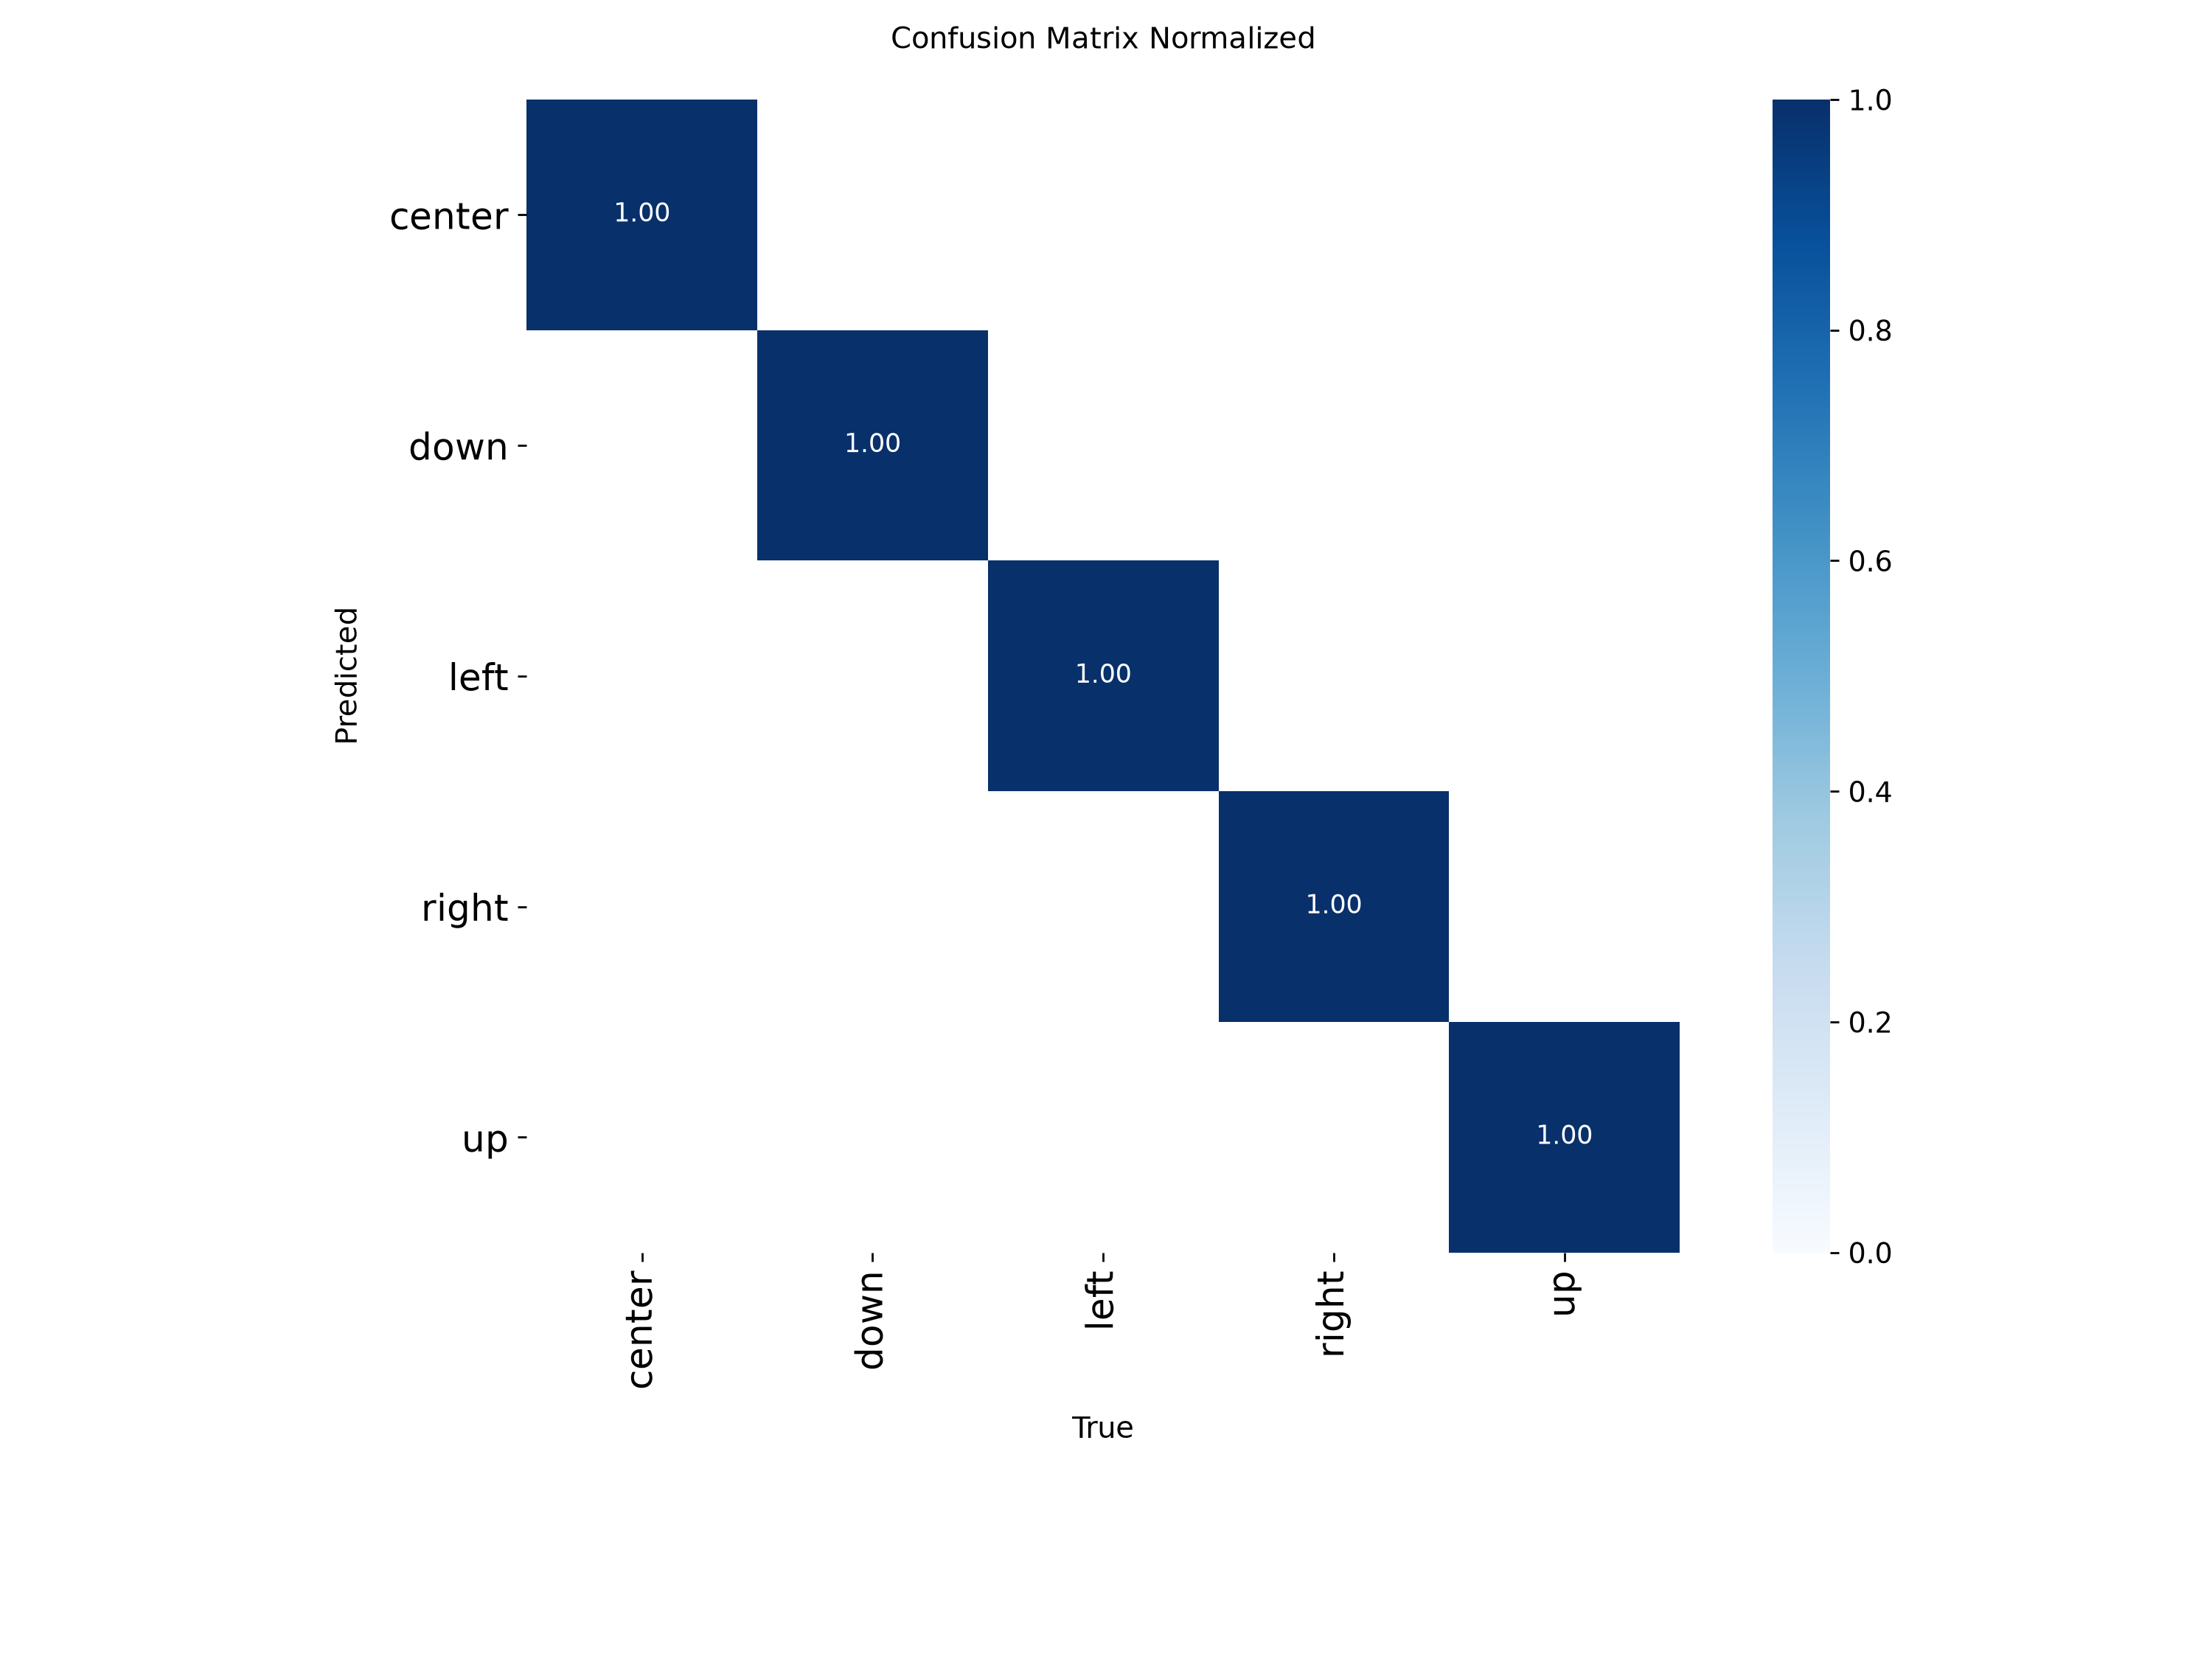 Confusion Matrix Normalized
1.0
center
1.00
0.8
down
1.00
0.6
Predicted
left
1.00
0.4
right
1.00
0.2
up
1.00
0.0
center
down
left
right
up
True